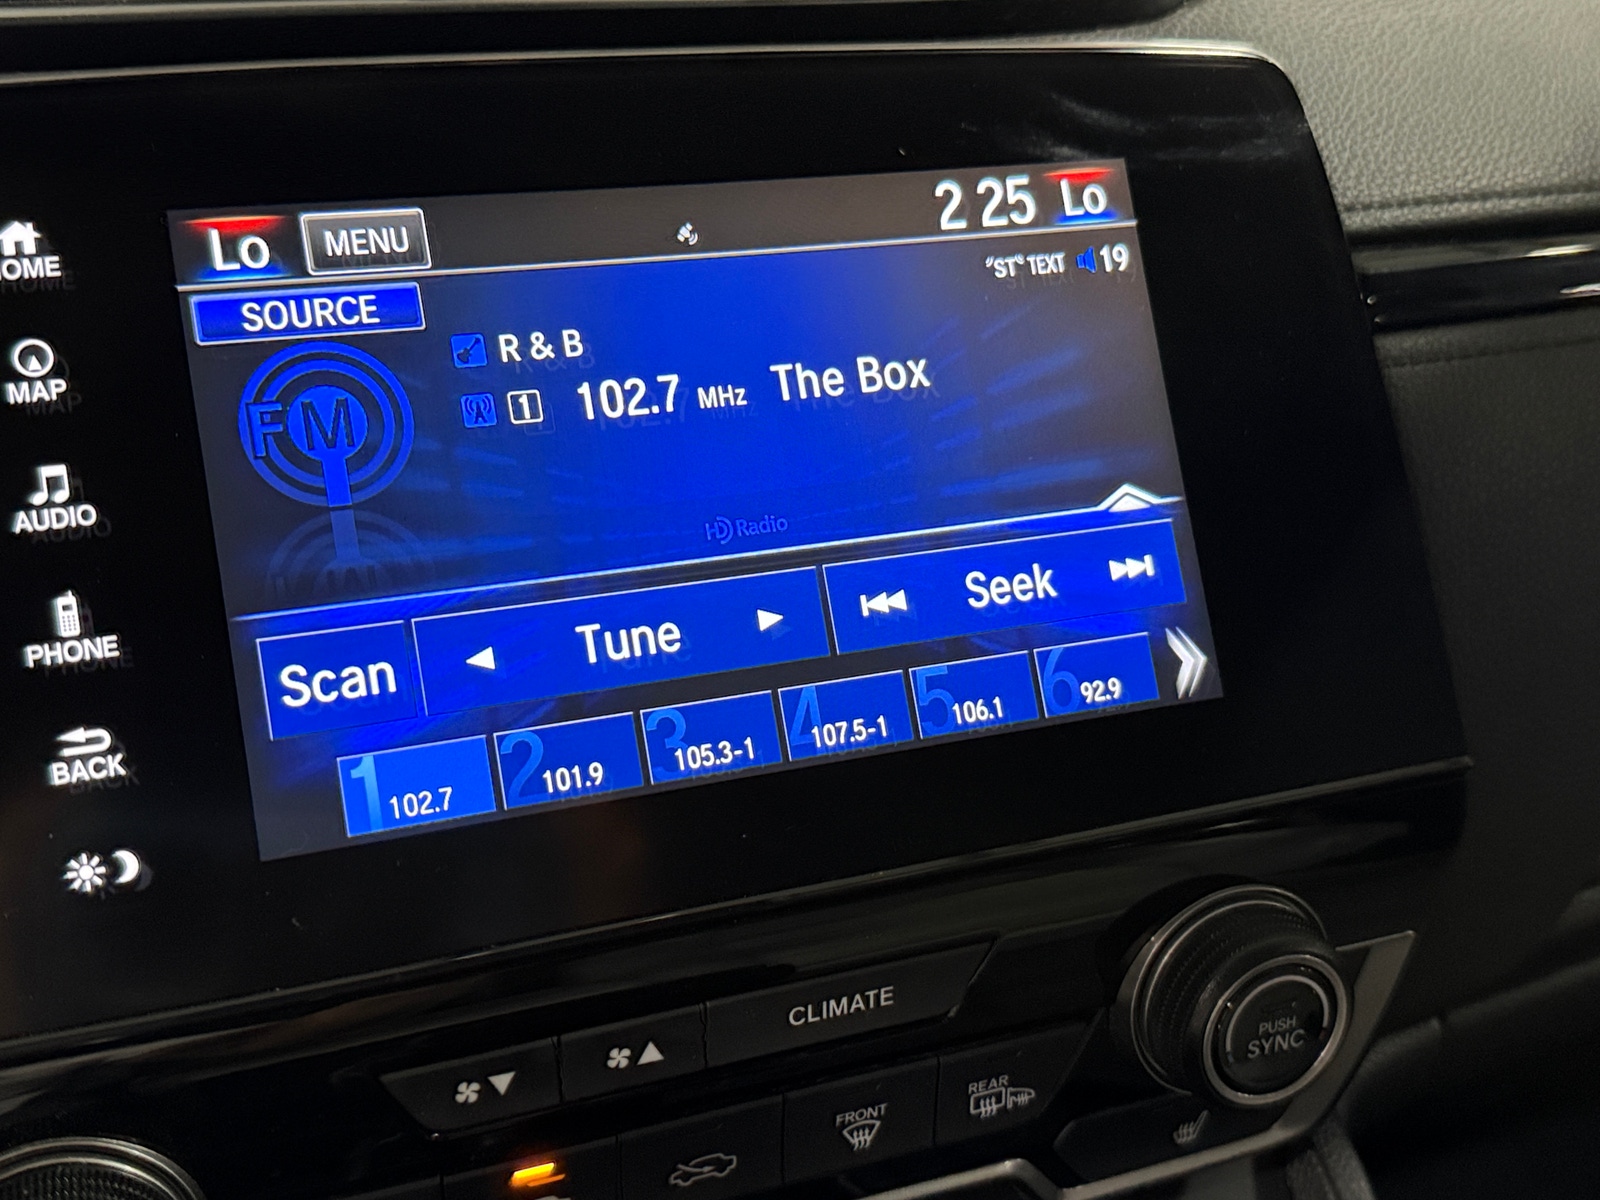 Lo MENU 2 25 Lo
"ST" TEXT 19
SOURCE
FM
R & B
1 102.7 MHz The Box
HD Radio
Scan Tune Seek
1 102.7
2 101.9
3 105.3-1
4 107.5-1
5 106.1
6 92.9
OME
MAP
AUDIO
PHONE
BACK
CLIMATE
PUSH
SYNC
FRONT
REAR